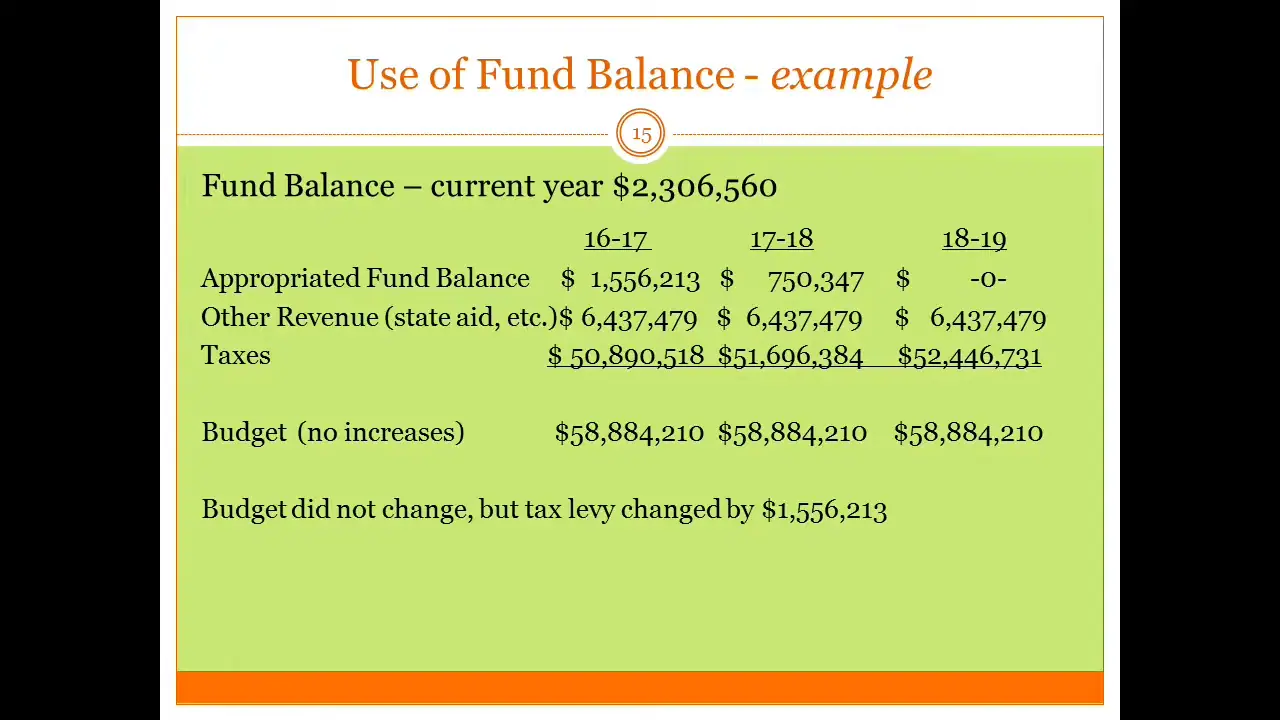 Use of Fund Balance - example
15
Fund Balance – current year $2,306,560
16-17 17-18 18-19
Appropriated Fund Balance $ 1,556,213 $ 750,347 $ -0-
Other Revenue (state aid, etc.)$ 6,437,479 $ 6,437,479 $ 6,437,479
Taxes $ 50,890,518 $51,696,384 $52,446,731
Budget (no increases) $58,884,210 $58,884,210 $58,884,210
Budget did not change, but tax levy changed by $1,556,213